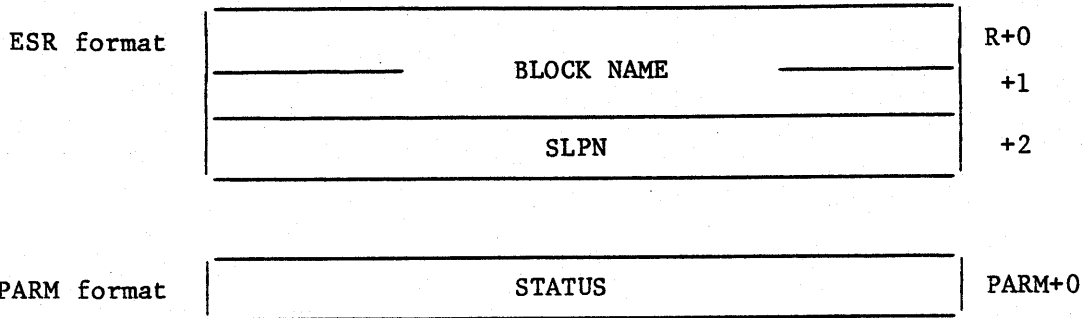 ESR format
R+0
BLOCK NAME
+1
SLPN
+2
PARM format
STATUS
PARM+0